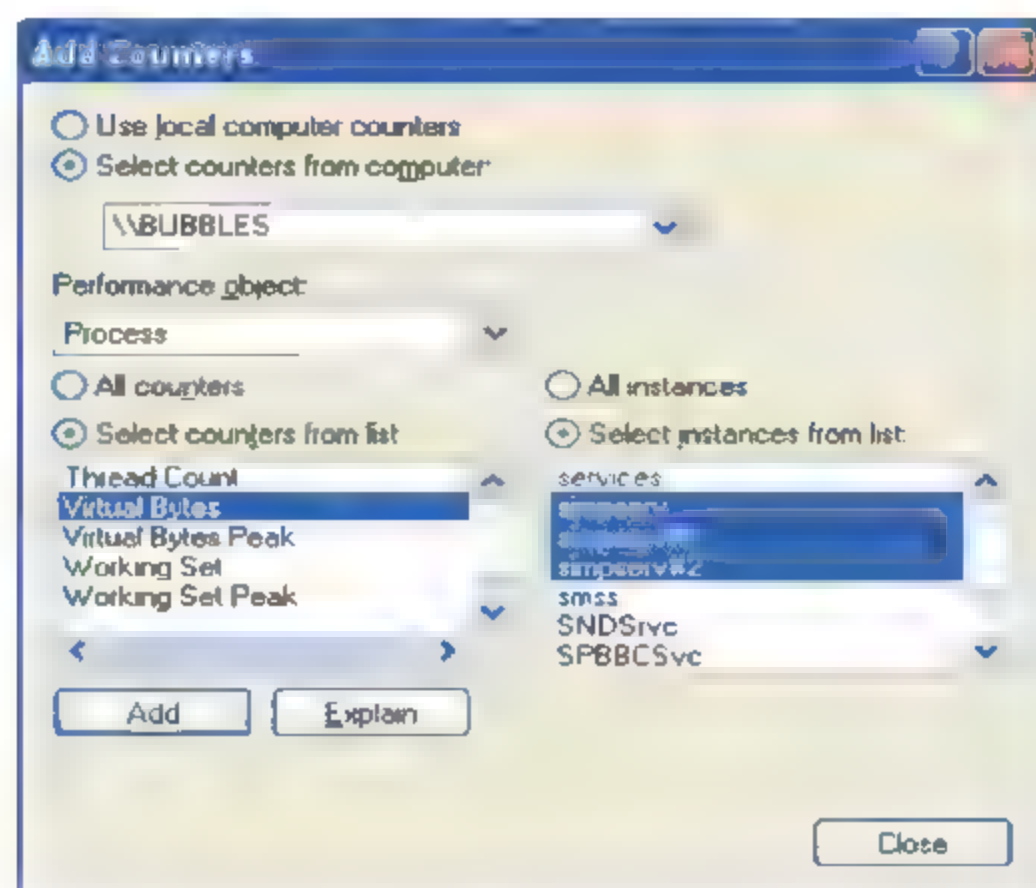 Add Counters
Use local computer counters
Select counters from computer:
\\BUBBLES
Performance object:
Process
All counters
All instances
Select counters from list
Select instances from list:
Thread Count
Virtual Bytes
Virtual Bytes Peak
Working Set
Working Set Peak
services
simpserv#2
smss
SNDSrvc
SPBBCSvc
Add
Explain
Close